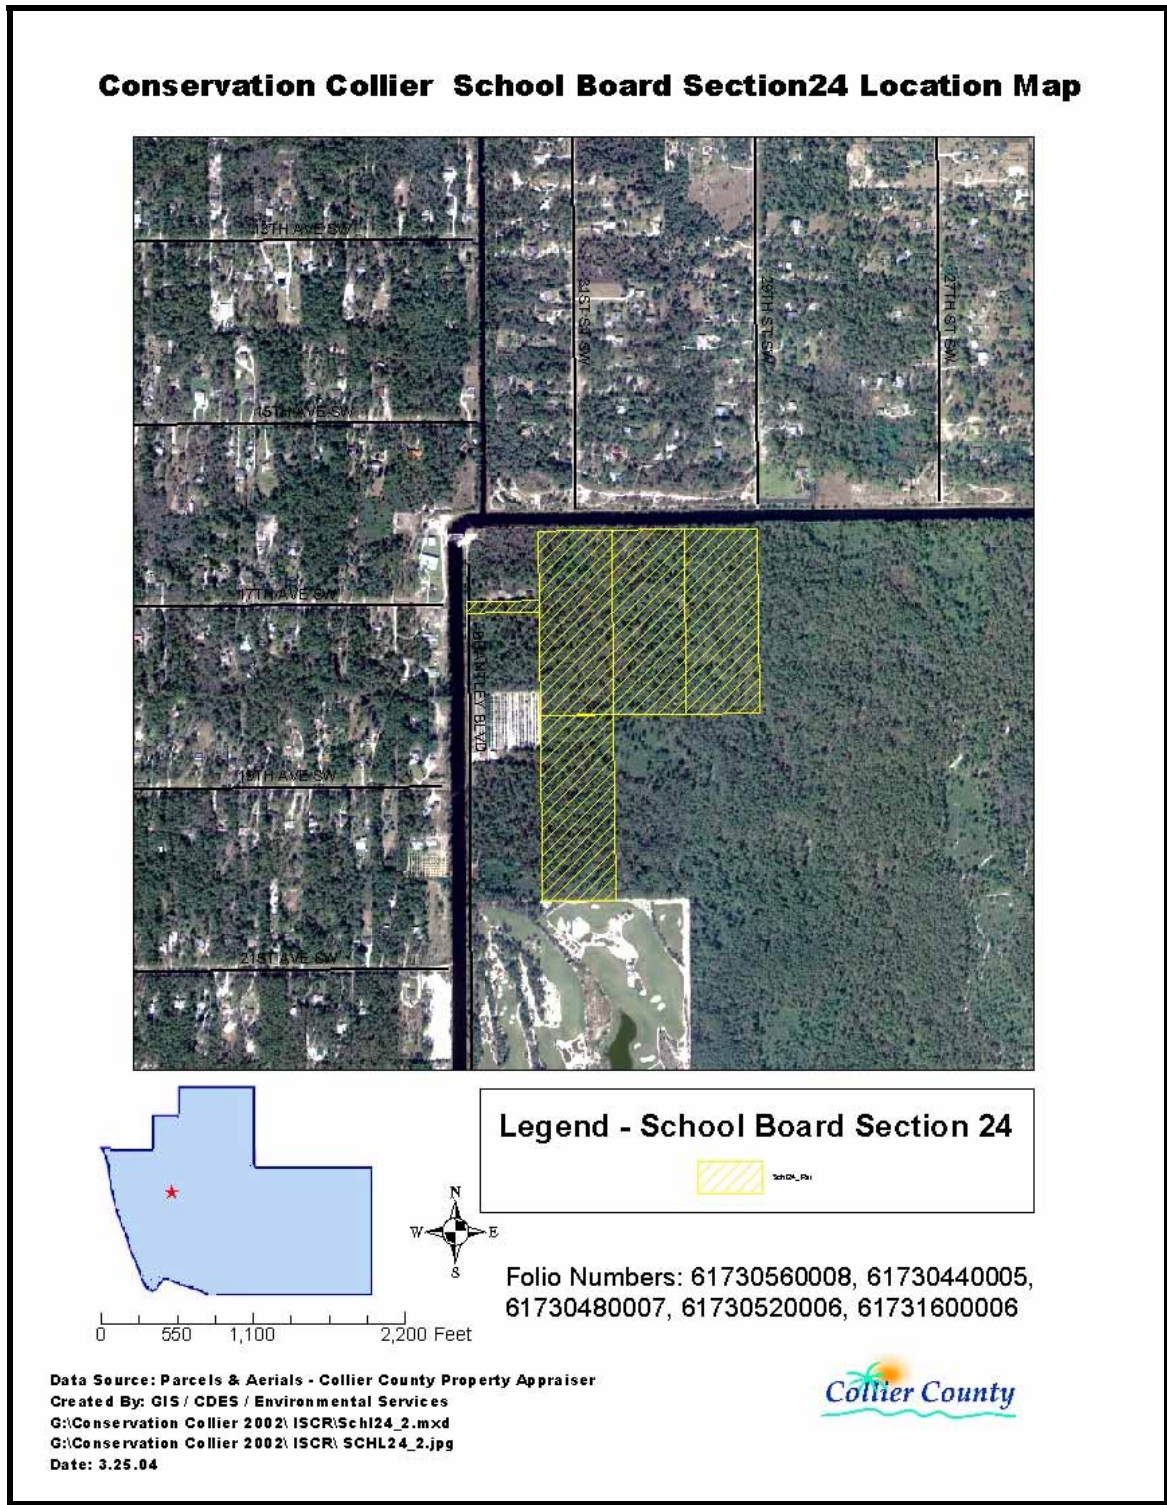 Conservation Collier School Board Section24 Location Map
13TH AVE SW
31ST ST SW
29TH ST SW
27TH ST SW
15TH AVE SW
17TH AVE SW
BRANTLEY BLVD
19TH AVE SW
21ST AVE SW
Legend - School Board Section 24
N
W
E
S
Folio Numbers: 61730560008, 61730440005,
61730480007, 61730520006, 61731600006
0 550 1,100 2,200 Feet
Data Source: Parcels & Aerials - Collier County Property Appraiser
Created By: GIS / CDES / Environmental Services
G:\Conservation Collier 2002\ ISCR\Schl24_2.mxd
G:\Conservation Collier 2002\ ISCR\ SCHL24_2.jpg
Date: 3.25.04
Collier County